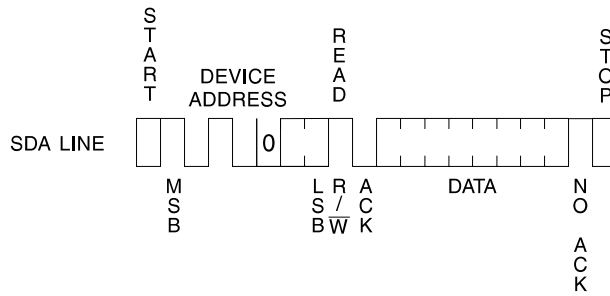 START
DEVICE
ADDRESS
READ
STOP
SDA LINE
0
MSB
LSB
R/W̅
ACK
DATA
NO ACK